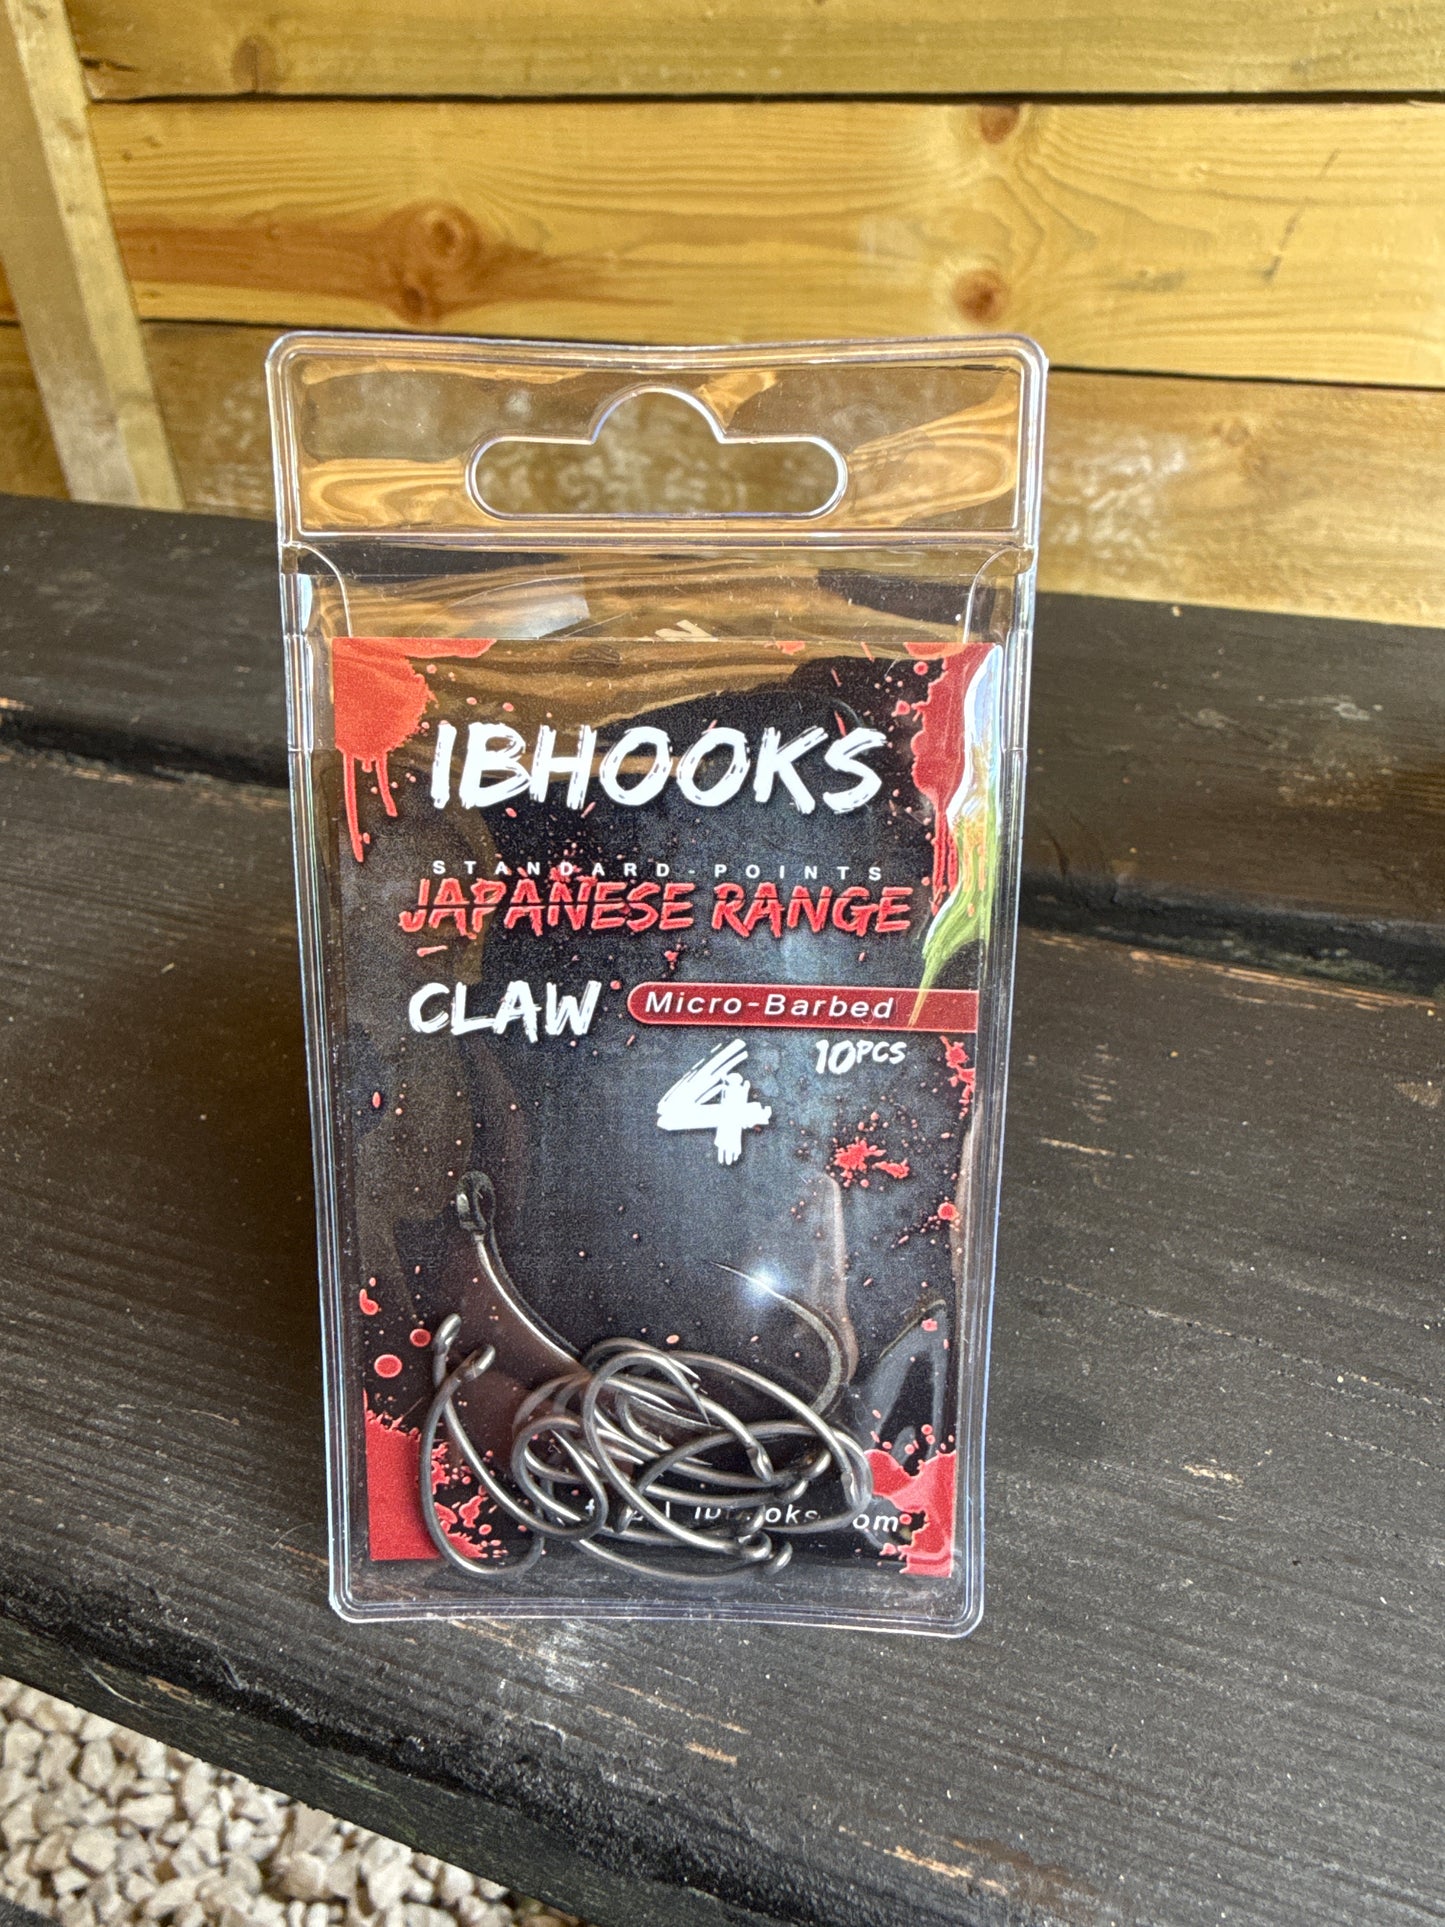 IBHOOKS
STANDARD-POINTS
JAPANESE RANGE
CLAW Micro-Barbed
4 10PCS